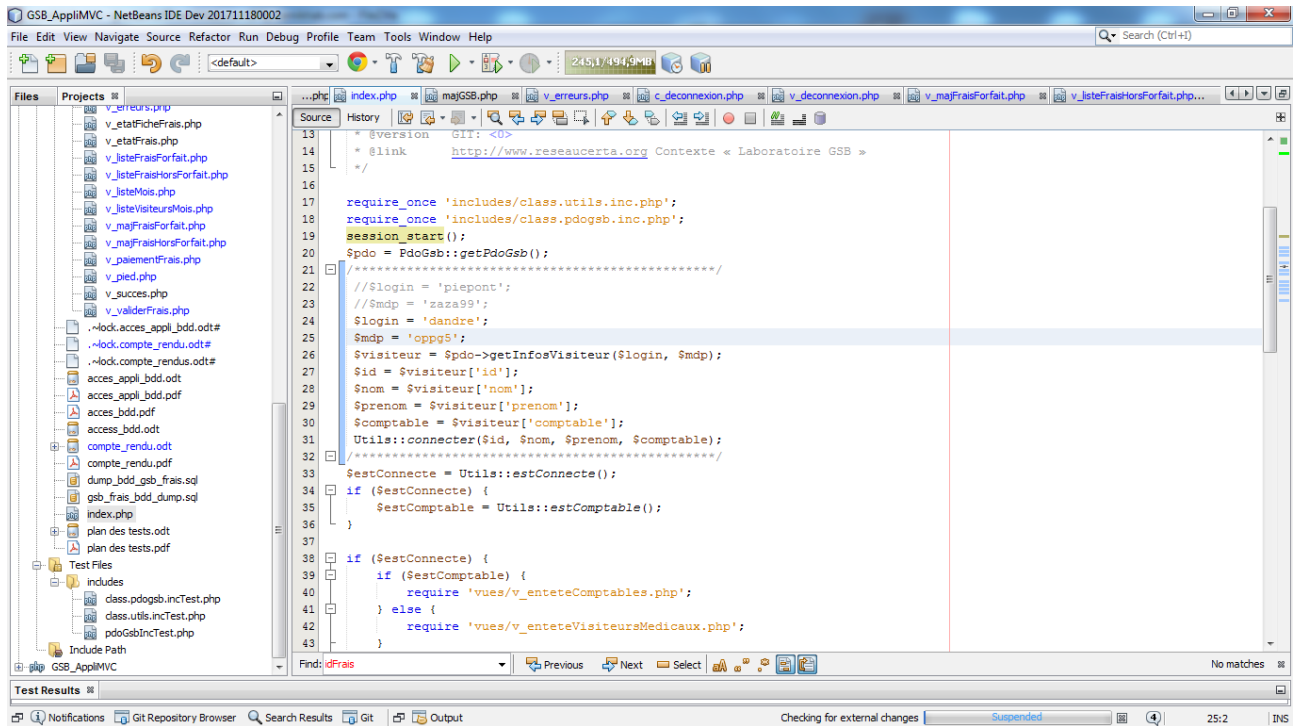 GSB_AppliMVC - NetBeans IDE Dev 201711180002
File Edit View Navigate Source Refactor Run Debug Profile Team Tools Window Help
Search (Ctrl+I)
<default>
245,1/494,9MB
Files Projects
v_erreurs.php
v_etatFicheFrais.php
v_etatFrais.php
v_listeFraisForfait.php
v_listeFraisHorsForfait.php
v_listeMois.php
v_listeVisiteursMois.php
v_majFraisForfait.php
v_majFraisHorsForfait.php
v_paiementFrais.php
v_pied.php
v_succes.php
v_validerFrais.php
.~lock.acces_appli_bdd.odt#
.~lock.compte_rendu.odt#
.~lock.compte_rendus.odt#
acces_appli_bdd.odt
acces_appli_bdd.pdf
acces_bdd.pdf
access_bdd.odt
compte_rendu.odt
compte_rendu.pdf
dump_bdd_gsb_frais.sql
gsb_frais_bdd_dump.sql
index.php
plan des tests.odt
plan des tests.pdf
Test Files
includes
class.pdogsb.incTest.php
class.utils.incTest.php
pdoGsbIncTest.php
Include Path
GSB_AppliMVC
...php index.php majGSB.php v_erreurs.php c_deconnexion.php v_deconnexion.php v_majFraisForfait.php v_listeFraisHorsForfait.php...
Source History
13 * @version GIT: <0>
14 * @link http://www.reseaucerta.org Contexte « Laboratoire GSB »
15 */
16
17 require_once 'includes/class.utils.inc.php';
18 require_once 'includes/class.pdogsb.inc.php';
19 session_start();
20 $pdo = PdoGsb::getPdoGsb();
21 /************************************************/
22 //$login = 'piepont';
23 //$mdp = 'zaza99';
24 $login = 'dandre';
25 $mdp = 'oppg5';
26 $visiteur = $pdo->getInfosVisiteur($login, $mdp);
27 $id = $visiteur['id'];
28 $nom = $visiteur['nom'];
29 $prenom = $visiteur['prenom'];
30 $comptable = $visiteur['comptable'];
31 Utils::connecter($id, $nom, $prenom, $comptable);
32 /************************************************/
33 $estConnecte = Utils::estConnecte();
34 if ($estConnecte) {
35 $estComptable = Utils::estComptable();
36 }
37
38 if ($estConnecte) {
39 if ($estComptable) {
40 require 'vues/v_enteteComptables.php';
41 } else {
42 require 'vues/v_enteteVisiteursMedicaux.php';
43 }
Find: idFrais Previous Next Select No matches
Test Results
Notifications Git Repository Browser Search Results Git Output Checking for external changes Suspended 4 25:2 INS